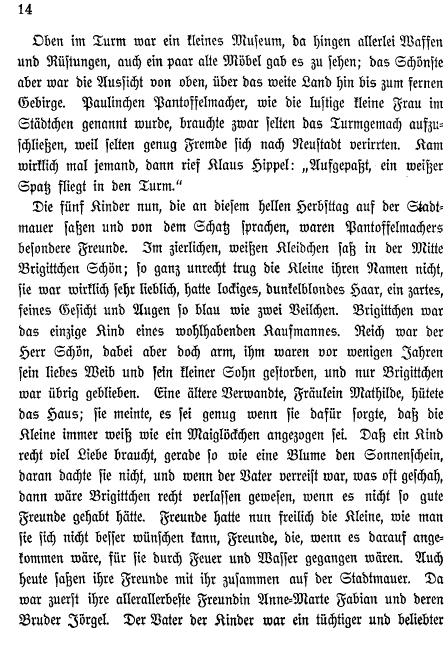 14
Oben im Turm war ein kleines Museum, da hingen allerlei Waffen
und Rüstungen, auch ein paar alte Möbel gab es zu sehen; das Schönste
aber war die Aussicht von oben, über das weite Land hin bis zum fernen
Gebirge. Paulinchen Pantoffelmacher, wie die lustige kleine Frau im
Städtchen genannt wurde, brauchte zwar selten das Turmgemach aufzu-
schließen, weil selten genug Fremde sich nach Neustadt verirrten. Kam
wirklich mal jemand, dann rief Klaus Hippel: „Aufgepaßt, ein weißer
Spatz fliegt in den Turm.“
Die fünf Kinder nun, die an diesem hellen Herbsttag auf der Stadt-
mauer saßen und von dem Schatz sprachen, waren Pantoffelmachers
besondere Freunde. Im zierlichen, weißen Kleidchen saß in der Mitte
Brigittchen Schön; so ganz unrecht trug die Kleine ihren Namen nicht,
sie war wirklich sehr lieblich, hatte lockiges, dunkelblondes Haar, ein zartes,
feines Gesicht und Augen so blau wie zwei Veilchen. Brigittchen war
das einzige Kind eines wohlhabenden Kaufmannes. Reich war der
Herr Schön, dabei aber doch arm, ihm waren vor wenigen Jahren
sein liebes Weib und sein kleiner Sohn gestorben, und nur Brigittchen
war übrig geblieben. Eine ältere Verwandte, Fräulein Mathilde, hütete
das Haus; sie meinte, es sei genug wenn sie dafür sorgte, daß die
Kleine immer weiß wie ein Maiglöckchen angezogen sei. Daß ein Kind
recht viel Liebe braucht, gerade so wie eine Blume den Sonnenschein,
daran dachte sie nicht, und wenn der Vater verreist war, was oft geschah,
dann wäre Brigittchen recht verlassen gewesen, wenn es nicht so gute
Freunde gehabt hätte. Freunde hatte nun freilich die Kleine, wie man
sie sich nicht besser wünschen kann, Freunde, die, wenn es darauf ange-
kommen wäre, für sie durch Feuer und Wasser gegangen wären. Auch
heute saßen ihre Freunde mit ihr zusammen auf der Stadtmauer. Da
war zuerst ihre allerallerbeste Freundin Anne-Marte Fabian und deren
Bruder Jörgel. Der Vater der Kinder war ein tüchtiger und beliebter